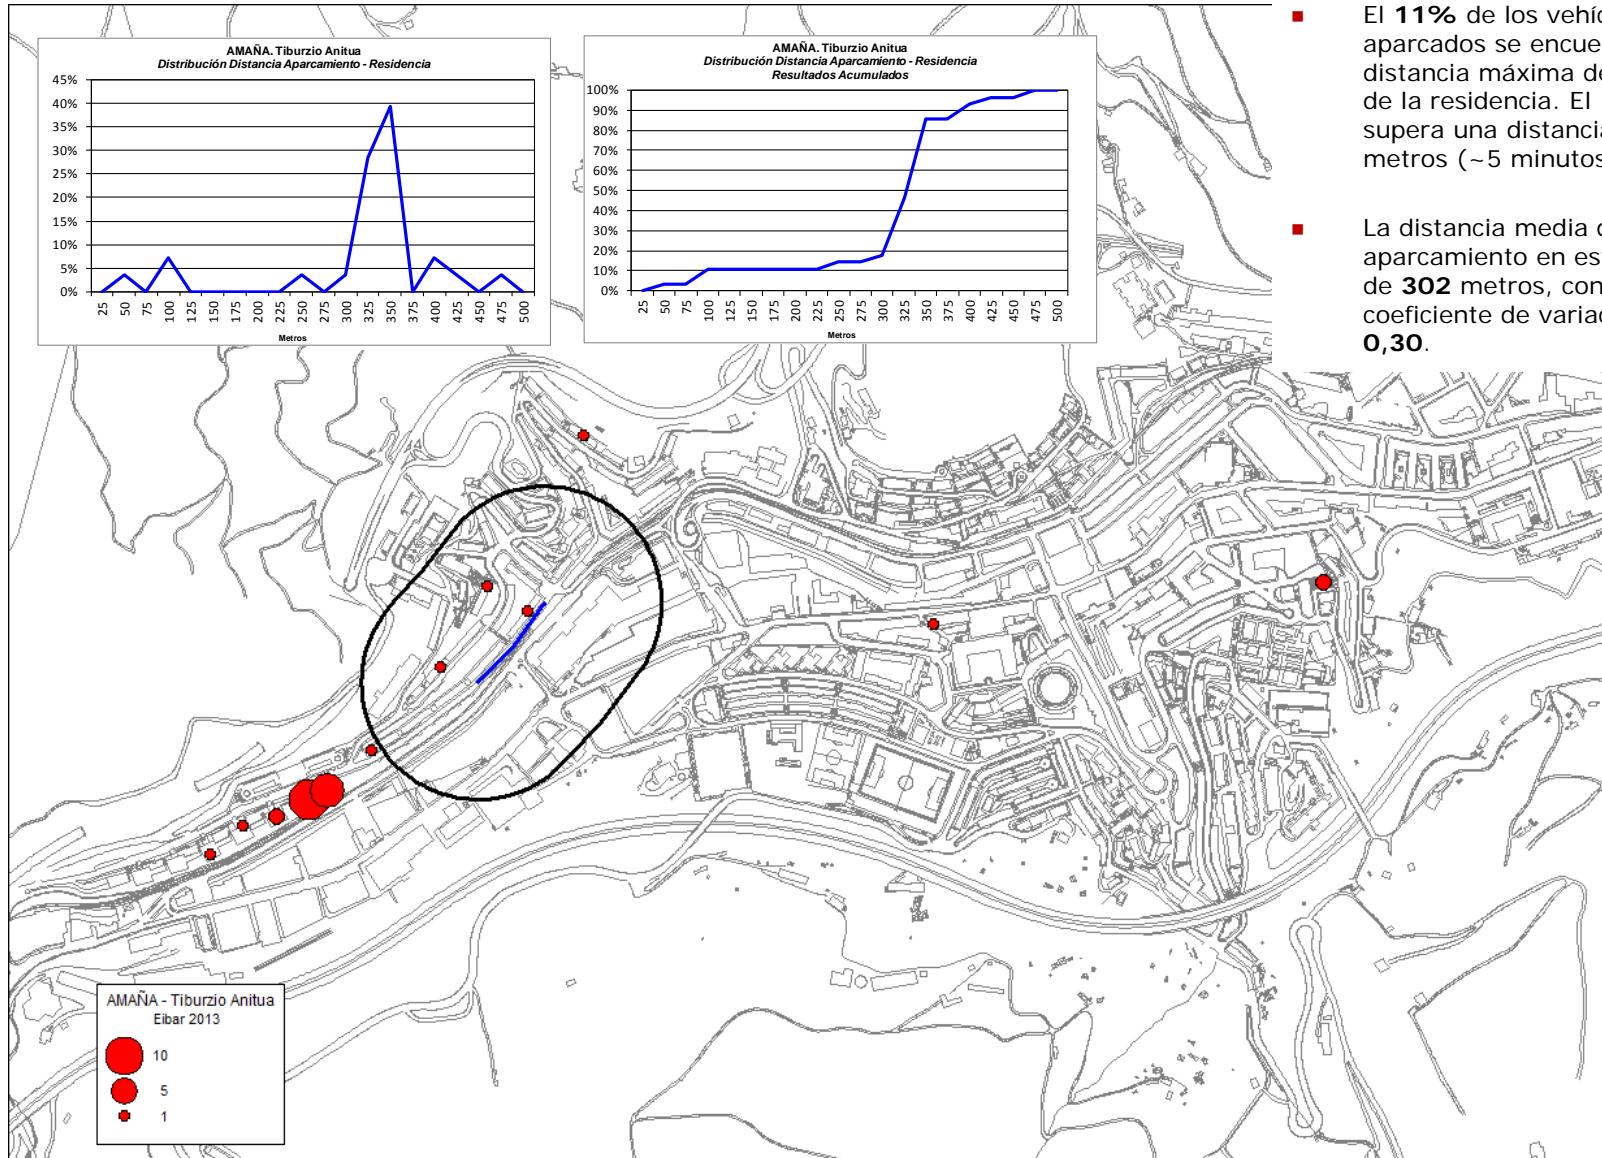 AMAÑA. Tiburzio Anitua
Distribución Distancia Aparcamiento - Residencia
45%
40%
35%
30%
25%
20%
15%
10%
5%
0%
25 50 75 100 125 150 175 200 225 250 275 300 325 350 375 400 425 450 475 500
Metros
AMAÑA. Tiburzio Anitua
Distribución Distancia Aparcamiento - Residencia
Resultados Acumulados
100%
90%
80%
70%
60%
50%
40%
30%
20%
10%
0%
25 50 75 100 125 150 175 200 225 250 275 300 325 350 375 400 425 450 475 500
Metros
El 11% de los vehíc
aparcados se encue
distancia máxima de
de la residencia. El
supera una distancia
metros (~5 minutos
La distancia media d
aparcamiento en es
de 302 metros, con
coeficiente de variac
0,30.
AMAÑA - Tiburzio Anitua
Eibar 2013
10
5
1